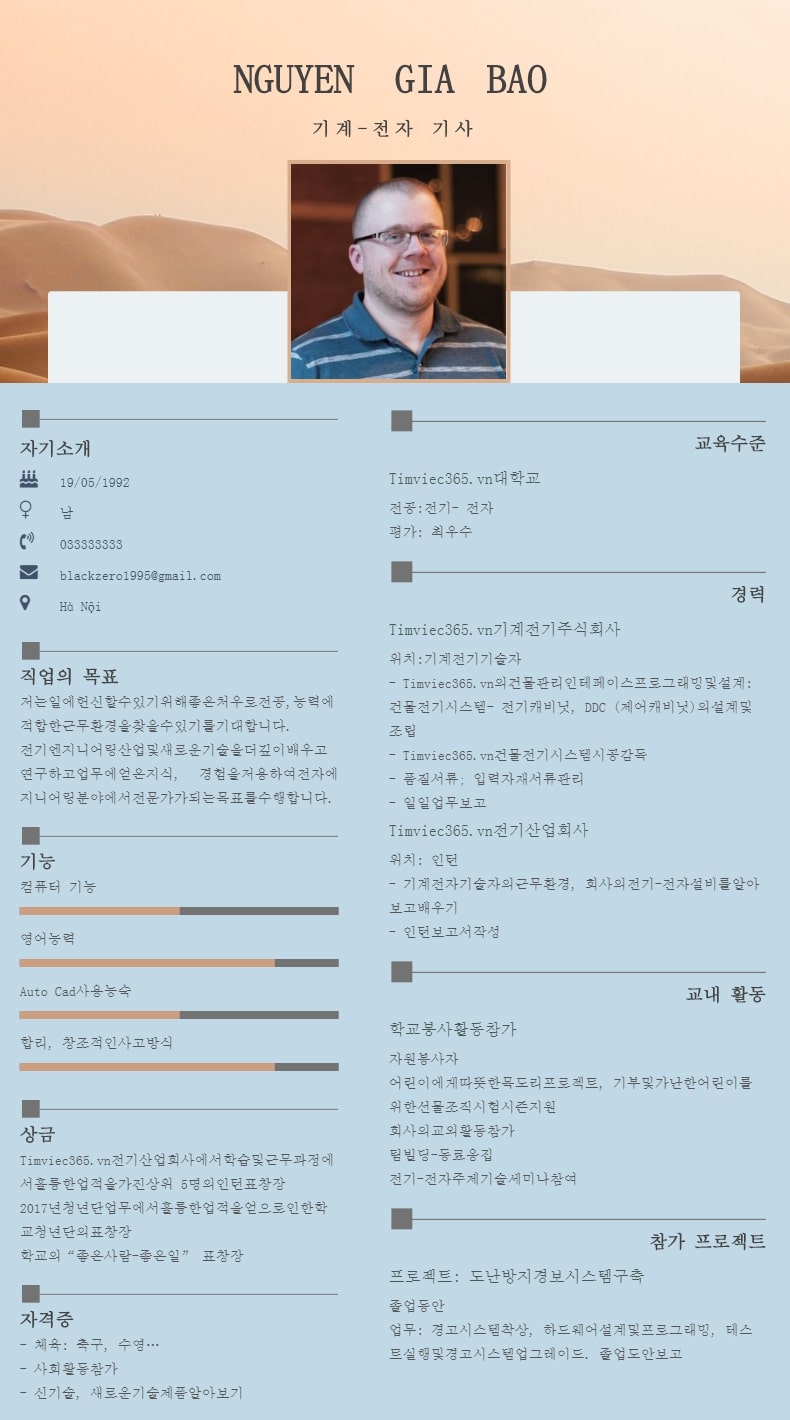 NGUYEN GIA BAO
기계-전자 기사
자기소개
19/05/1992
남
033333333
blackzero1995@gmail.com
Hà Nội
직업의 목표
저는일에헌신할수있기위해좋은처우로전공,능력에
적합한근무환경을찾을수있기를기대합니다.
전기엔지니어링산업및새로운기술을더깊이배우고
연구하고업무에얻은지식, 경험을저용하여전자에
지니어링분야에서전문가가되는목표를수행합니다.
기능
컴퓨터 기능
영어능력
Auto Cad사용능숙
합리, 창조적인사고방식
상금
Timviec365.vn전기산업회사에서학습및근무과정에
서훌륭한업적을가진상위 5명의인턴표창장
2017년청년단업무에서훌륭한업적을얻으로인한학
교청년단의표창장
학교의“좋은사람-좋은일” 표창장
자격증
- 체육: 축구, 수영…
- 사회활동참가
- 신기술, 새로운기술제품알아보기
교육수준
Timviec365.vn대학교
전공:전기- 전자
평가: 최우수
경력
Timviec365.vn기계전기주식회사
위치:기계전기기술자
- Timviec365.vn의건물관리인테페이스프로그래밍및설계:
건물전기시스템- 전기캐비닛, DDC (제어캐비닛)의설계및
조립
- Timviec365.vn건물전기시스템시공감독
- 품질서류; 입력자재서류관리
- 일일업무보고
Timviec365.vn전기산업회사
위치: 인턴
- 기계전자기술자의근무환경, 회사의전기-전자설비를알아
보고배우기
- 인턴보고서작성
교내 활동
학교봉사활동참가
자원봉사자
어린이에게따뜻한목도리프로젝트, 기부및가난한어린이를
위한선물조직시험시즌지원
회사의교외활동참가
팀빌딩-동료응집
전기-전자주제기술세미나참여
참가 프로젝트
프로젝트: 도난방지경보시스템구축
졸업동안
업무: 경고시스템착상, 하드웨어설계및프로그래밍, 테스
트실행및경고시스템업그레이드. 졸업도안보고